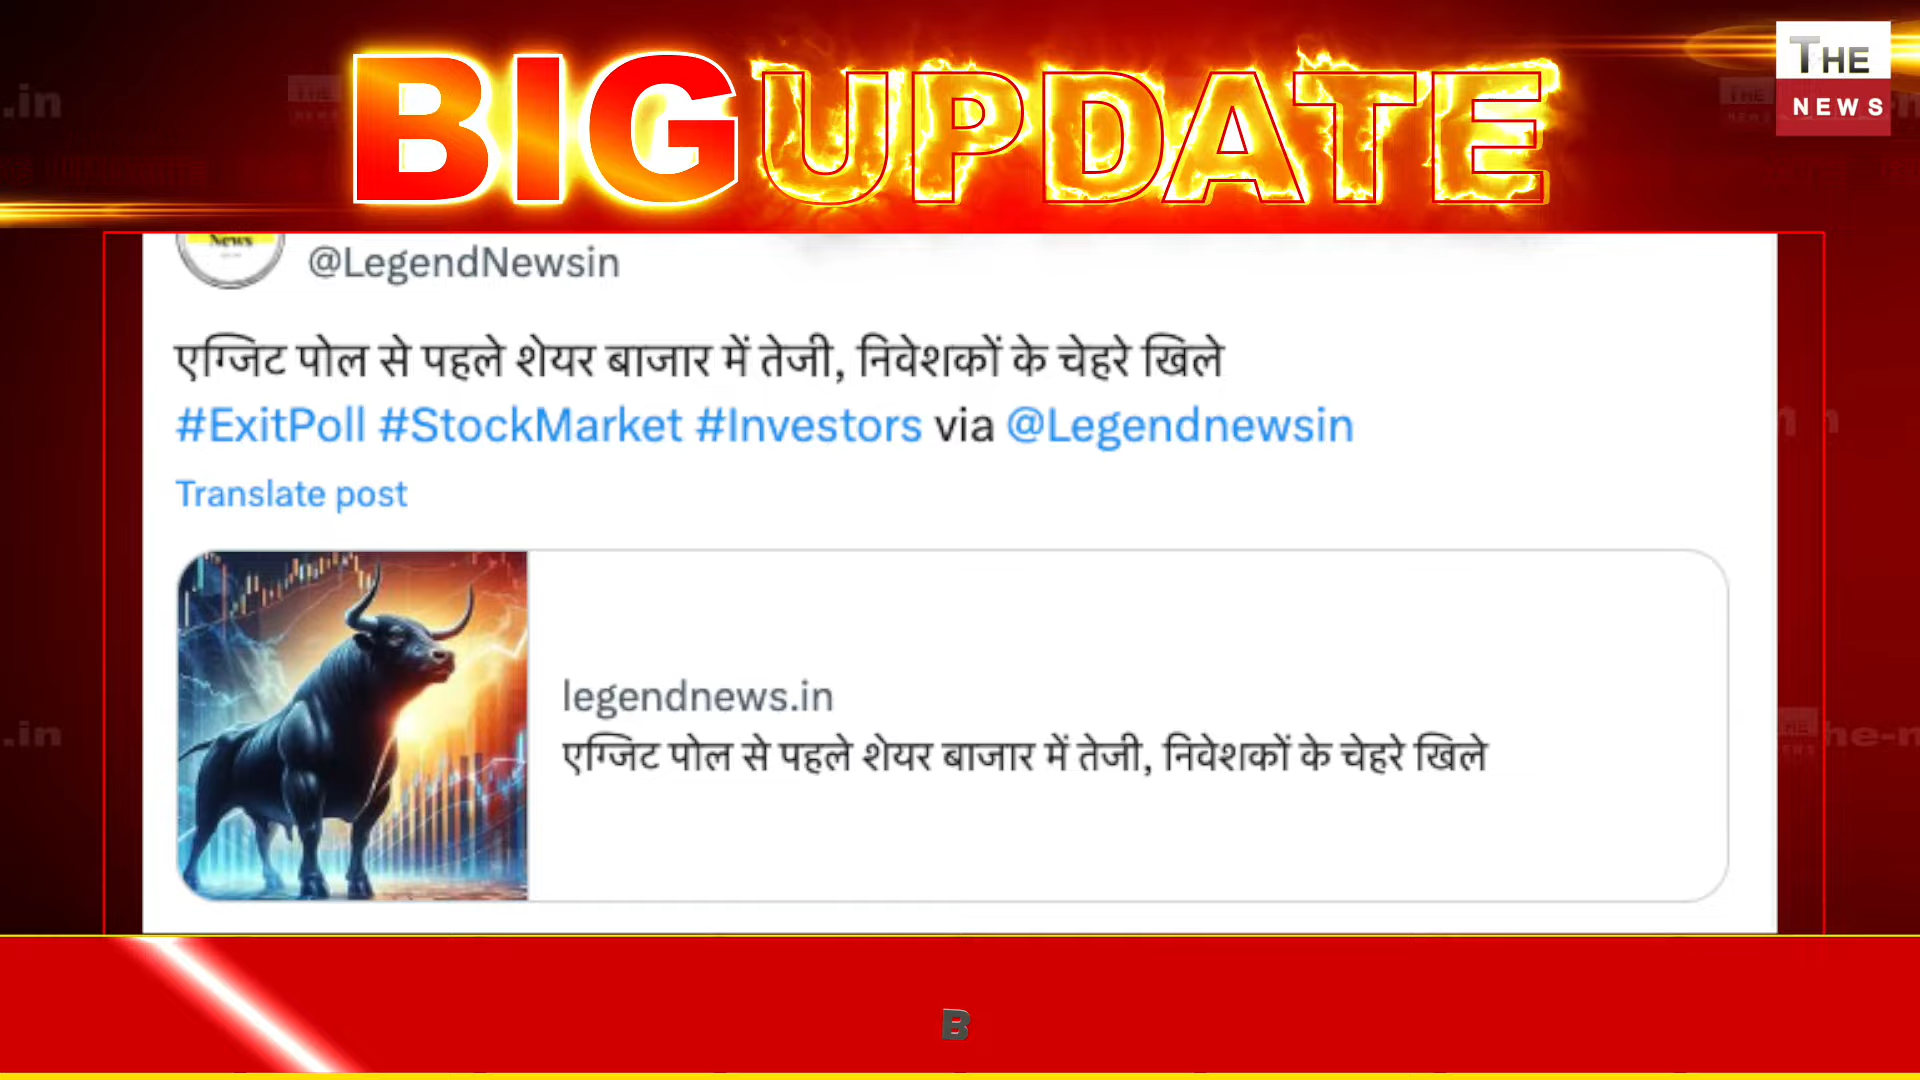 BIG UPDATE
THE
NEWS
News
@LegendNewsin
एग्जिट पोल से पहले शेयर बाजार में तेजी, निवेशकों के चेहरे खिले
#ExitPoll #StockMarket #Investors via @Legendnewsin
Translate post
legendnews.in
एग्जिट पोल से पहले शेयर बाजार में तेजी, निवेशकों के चेहरे खिले
B